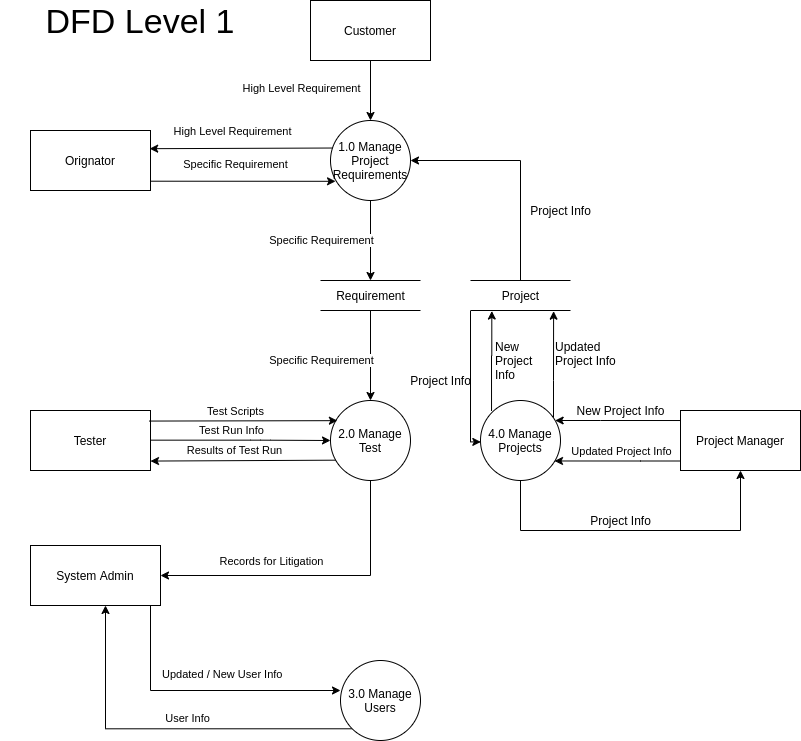 DFD Level 1
Customer
High Level Requirement
High Level Requirement
1.0 Manage
Project
Requirements
Orignator
Specific Requirement
Project Info
Specific Requirement
Requirement
Project
New
Project
Info
Updated
Project Info
Specific Requirement
Project Info
Test Scripts
New Project Info
Test Run Info
Tester
2.0 Manage
Test
4.0 Manage
Projects
Project Manager
Results of Test Run
Updated Project Info
Project Info
Records for Litigation
System Admin
Updated / New User Info
3.0 Manage
Users
User Info